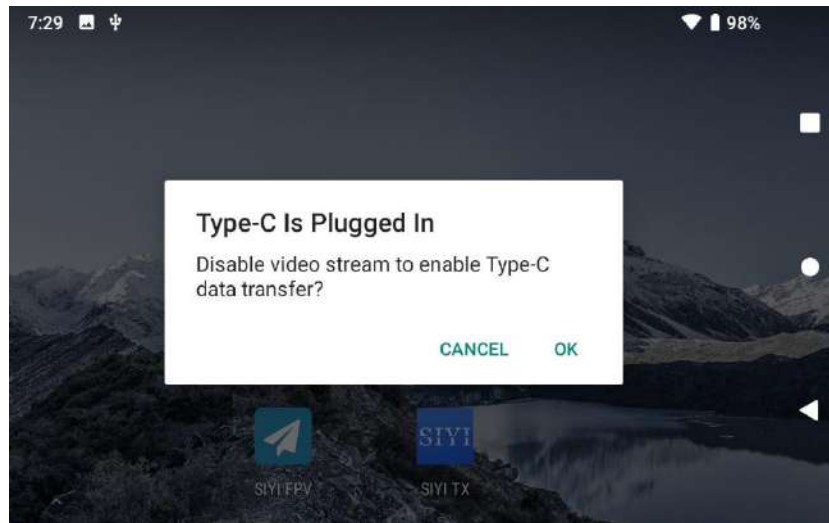 7:29
98%
Type-C Is Plugged In
Disable video stream to enable Type-C
data transfer?
CANCEL OK
SIYI
SIYI FPV SIYI TX